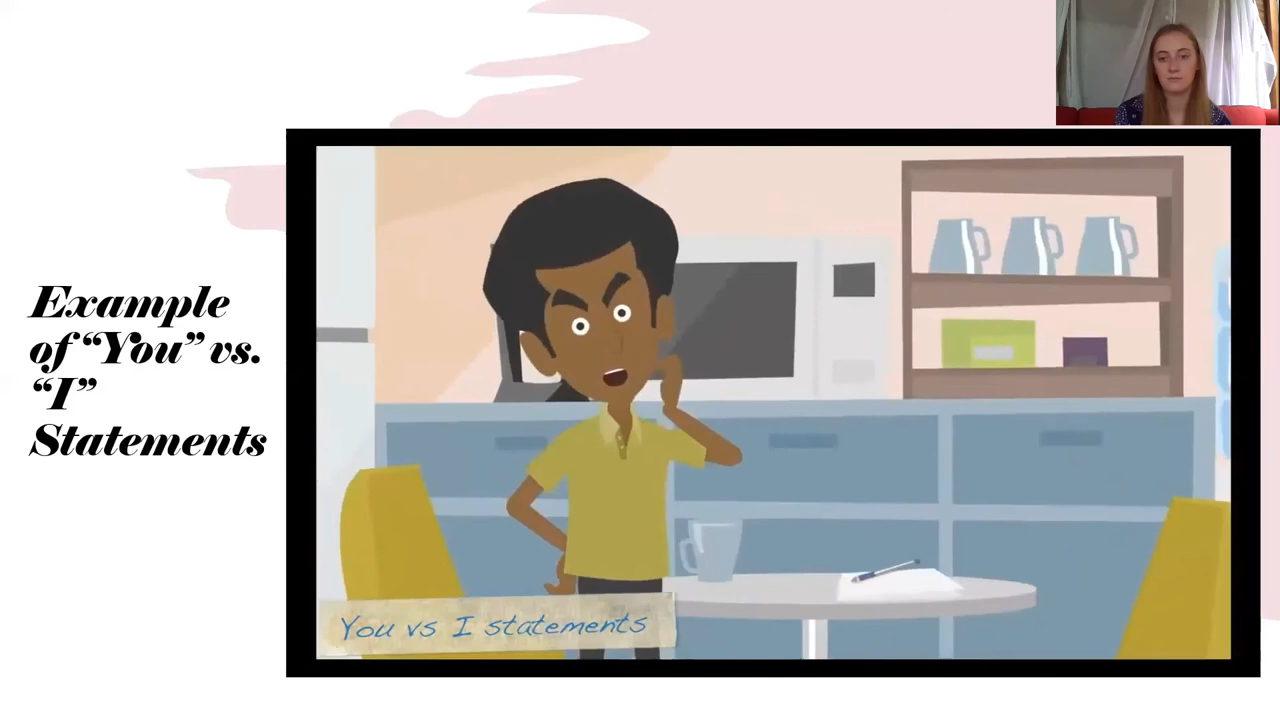 Example
of “You” vs.
“I”
Statements
You vs I statements